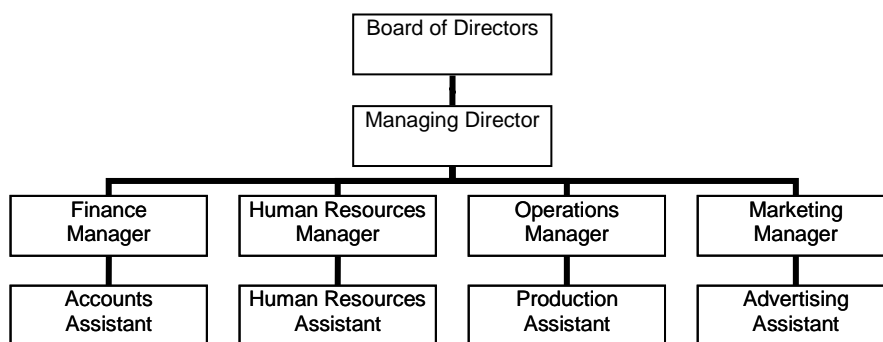 Board of Directors
Managing Director
Finance
Manager
Human Resources
Manager
Operations
Manager
Marketing
Manager
Accounts
Assistant
Human Resources
Assistant
Production
Assistant
Advertising
Assistant